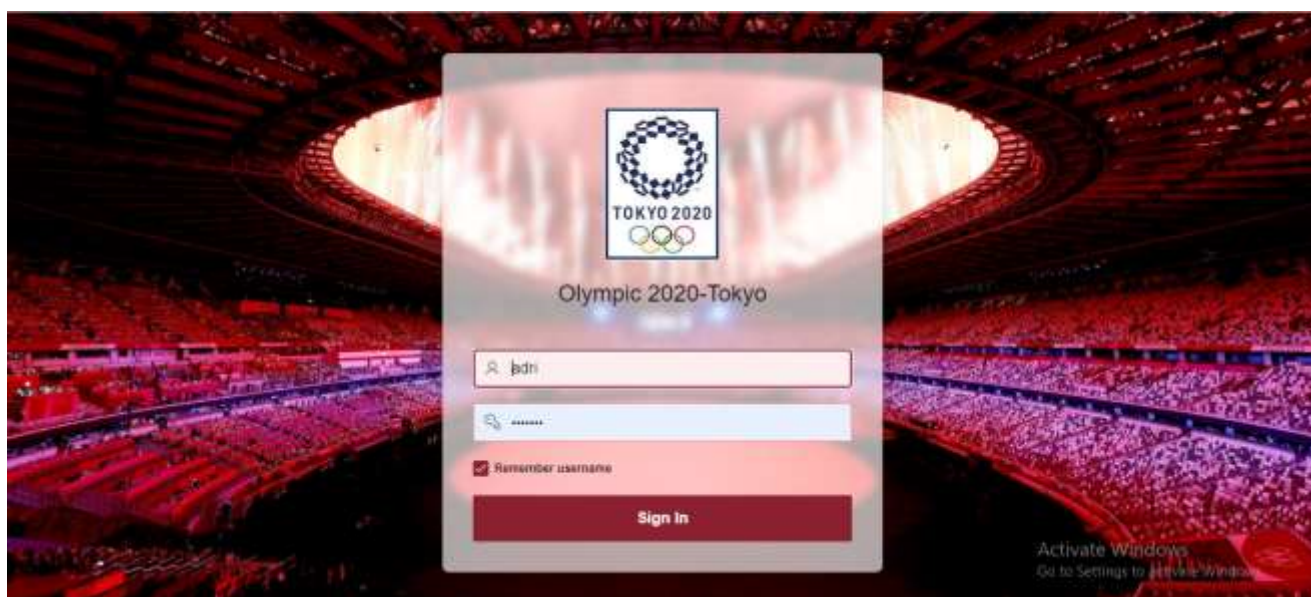 TOKYO 2020
Olympic 2020-Tokyo
adri
Remember username
Sign In
Activate Windows
Go to Settings to activate Windows.